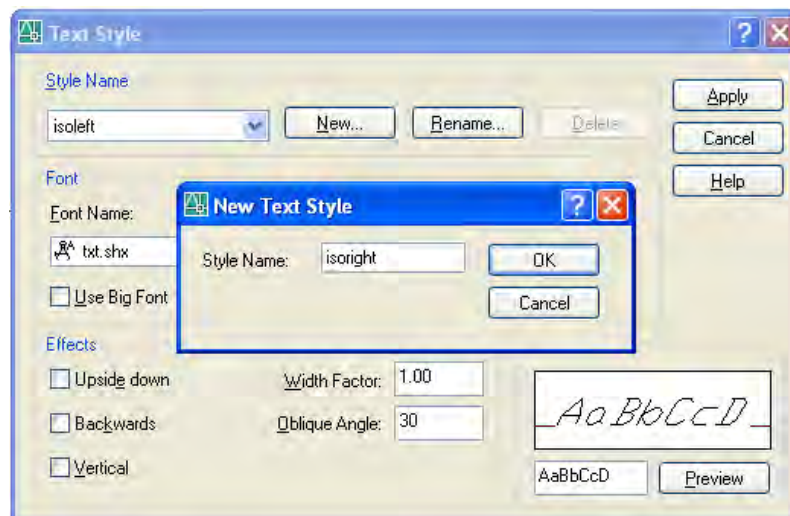 Text Style
Style Name
isoleft
New...
Rename...
Delete
Apply
Cancel
Help
Font
Font Name:
txt.shx
Use Big Font
New Text Style
Style Name:
isoright
OK
Cancel
Effects
Upside down
Backwards
Vertical
Width Factor:
1.00
Oblique Angle:
30
AaBbCcD
AaBbCcD
Preview